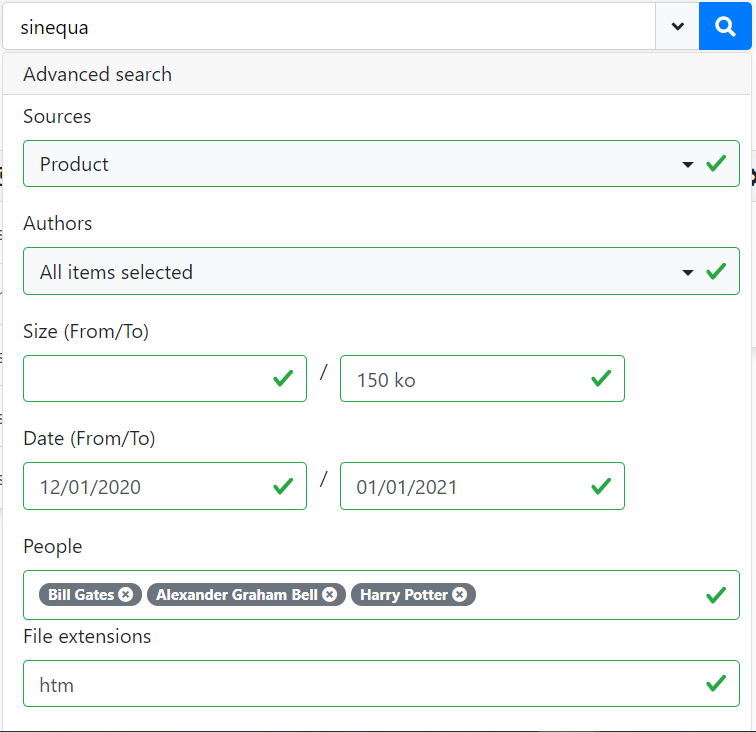 sinequa
Advanced search
Sources
Product
Authors
All items selected
Size (From/To)
/ 150 ko
Date (From/To)
12/01/2020 / 01/01/2021
People
Bill Gates Alexander Graham Bell Harry Potter
File extensions
htm